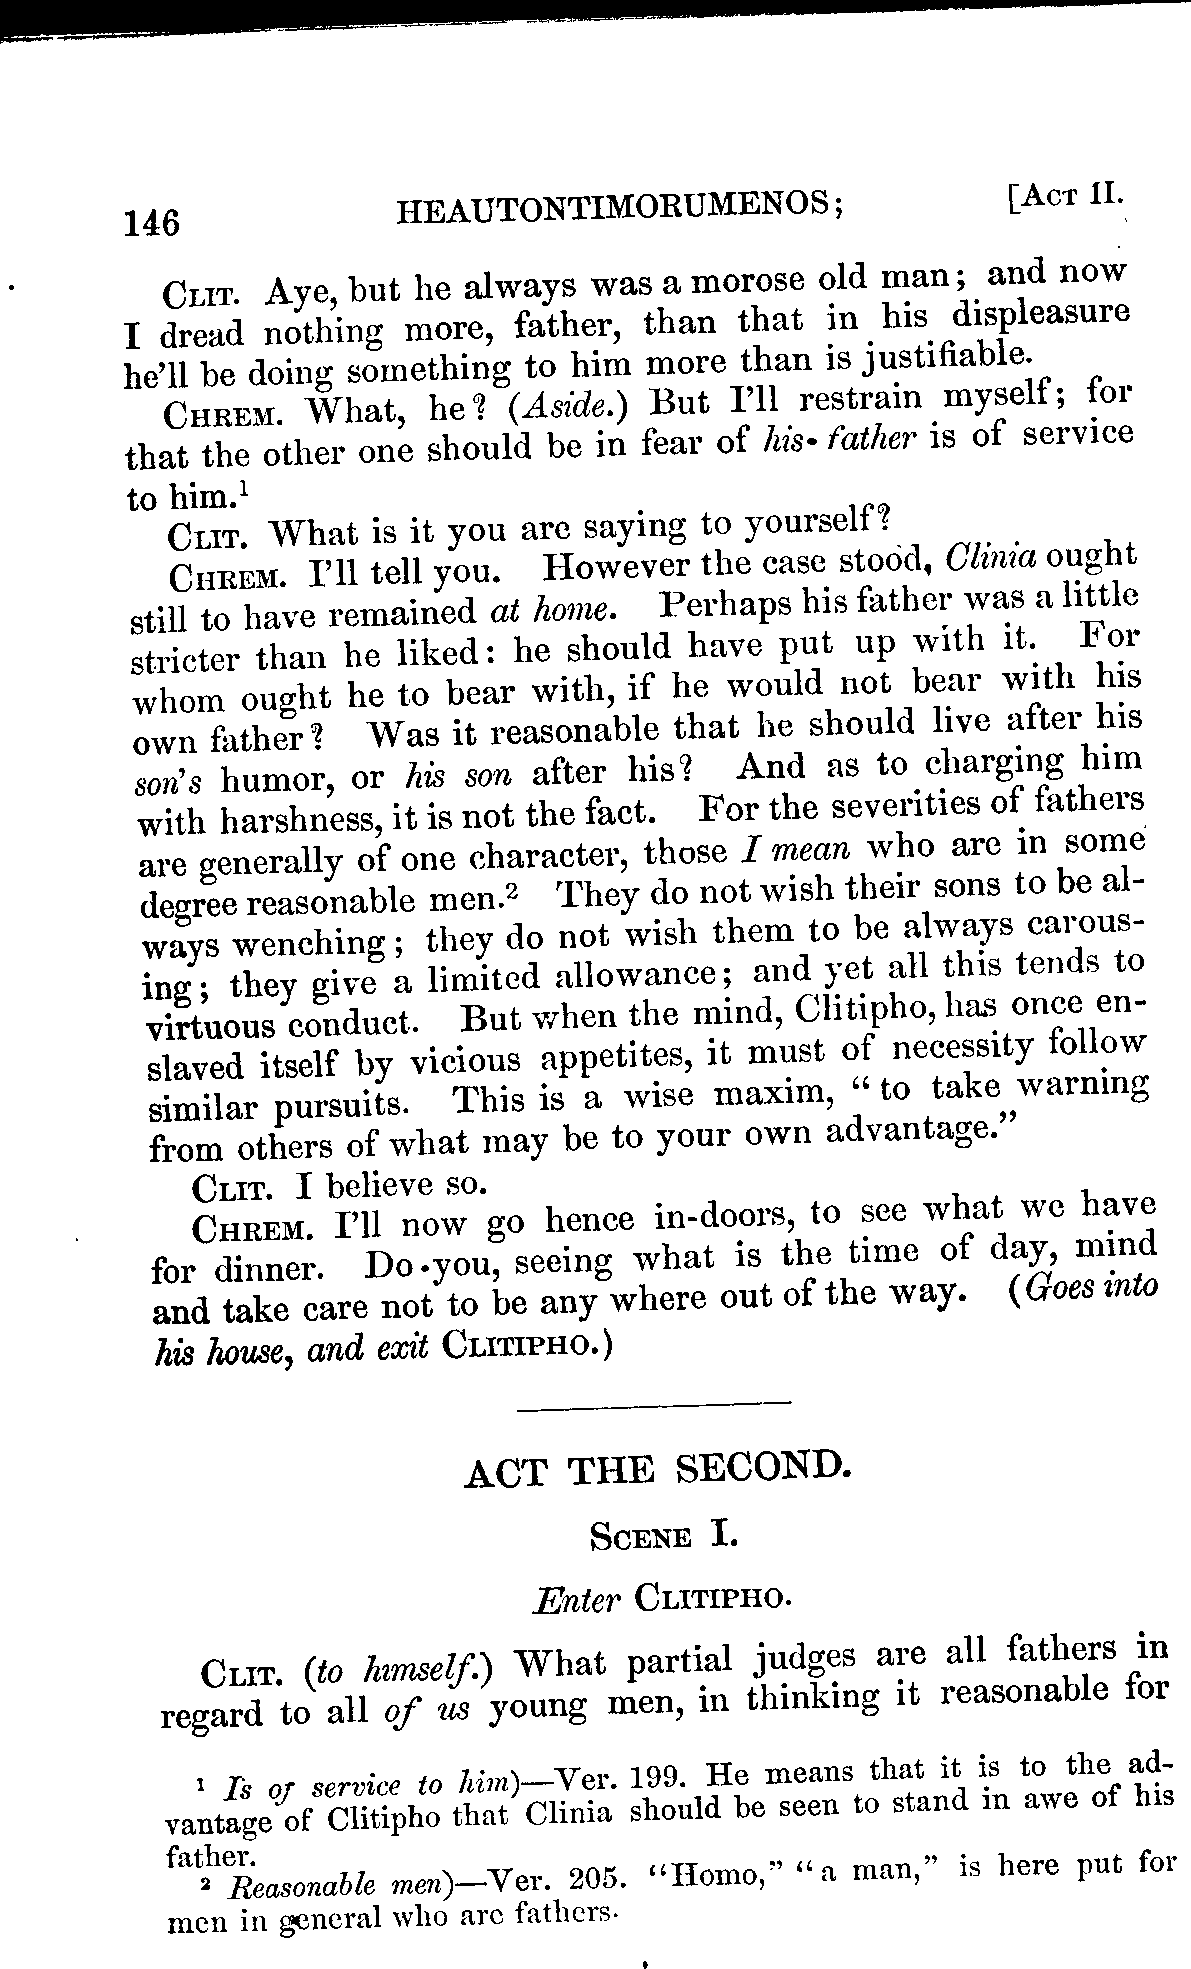 146 HEAUTONTIMORUMENOS; [ACT II.
CLIT. Aye, but he always was a morose old man; and now
I dread nothing more, father, than that in his displeasure
he'll be doing something to him more than is justifiable.
CHREM. What, he? (Aside.) But I'll restrain myself; for
that the other one should be in fear of his father is of service
to him.¹
CLIT. What is it you are saying to yourself?
CHREM. I'll tell you. However the case stood, Clinia ought
still to have remained at home. Perhaps his father was a little
stricter than he liked: he should have put up with it. For
whom ought he to bear with, if he would not bear with his
own father? Was it reasonable that he should live after his
son's humor, or his son after his? And as to charging him
with harshness, it is not the fact. For the severities of fathers
are generally of one character, those I mean who are in some
degree reasonable men.² They do not wish their sons to be al-
ways wenching; they do not wish them to be always carous-
ing; they give a limited allowance; and yet all this tends to
virtuous conduct. But when the mind, Clitipho, has once en-
slaved itself by vicious appetites, it must of necessity follow
similar pursuits. This is a wise maxim, "to take warning
from others of what may be to your own advantage."
CLIT. I believe so.
CHREM. I'll now go hence in-doors, to see what we have
for dinner. Do you, seeing what is the time of day, mind
and take care not to be any where out of the way. (Goes into
his house, and exit CLITIPHO.)
ACT THE SECOND.
SCENE I.
Enter CLITIPHO.
CLIT. (to himself.) What partial judges are all fathers in
regard to all of us young men, in thinking it reasonable for
¹ Is of service to him)—Ver. 199. He means that it is to the ad-
vantage of Clitipho that Clinia should be seen to stand in awe of his
father.
² Reasonable men)—Ver. 205. "Homo," "a man," is here put for
men in general who are fathers.